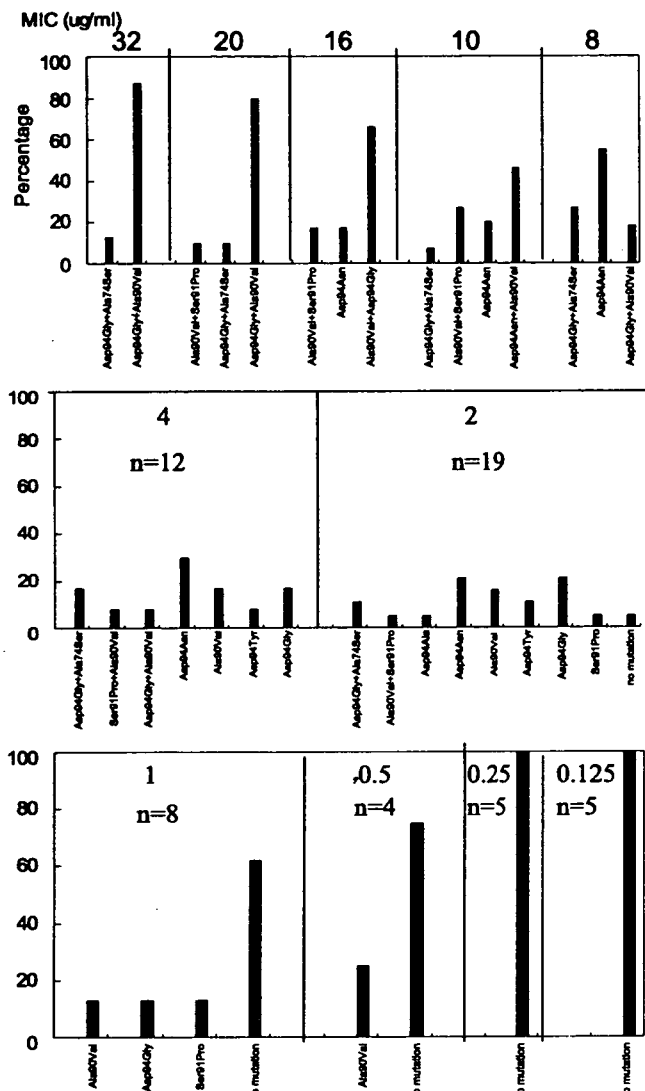 MIC (ug/ml)
32 20 16 10 8
Percentage
100
80
60
40
20
0
Asp94Gly+Ala74Ser
Asp94Gly+Ala90Val
Ala90Val+Ser91Pro
Asp94Gly+Ala74Ser
Asp94Gly+Ala90Val
Ala90Val+Ser91Pro
Asp94Asn
Ala90Val+Asp94Gly
Asp94Gly+Ala74Ser
Ala90Val+Ser91Pro
Asp94Asn
Asp94Asn+Ala90Val
Asp94Gly+Ala74Ser
Asp94Asn
Asp94Gly+Ala90Val
100
80
60
40
20
0
4 2
n=12 n=19
Asp94Gly+Ala74Ser
Ser91Pro+Ala90Val
Asp94Gly+Ala90Val
Asp94Asn
Ala90Val
Asp94Tyr
Asp94Gly
Asp94Gly+Ala74Ser
Ala90Val+Ser91Pro
Asp94Ala
Asp94Asn
Ala90Val
Asp94Tyr
Asp94Gly
Ser91Pro
no mutation
100
80
60
40
20
0
1 0.5 0.25 0.125
n=8 n=4 n=5 n=5
Ala90Val
Asp94Gly
Ser91Pro
o mutation
Ala90Val
o mutation
o mutation
o mutation